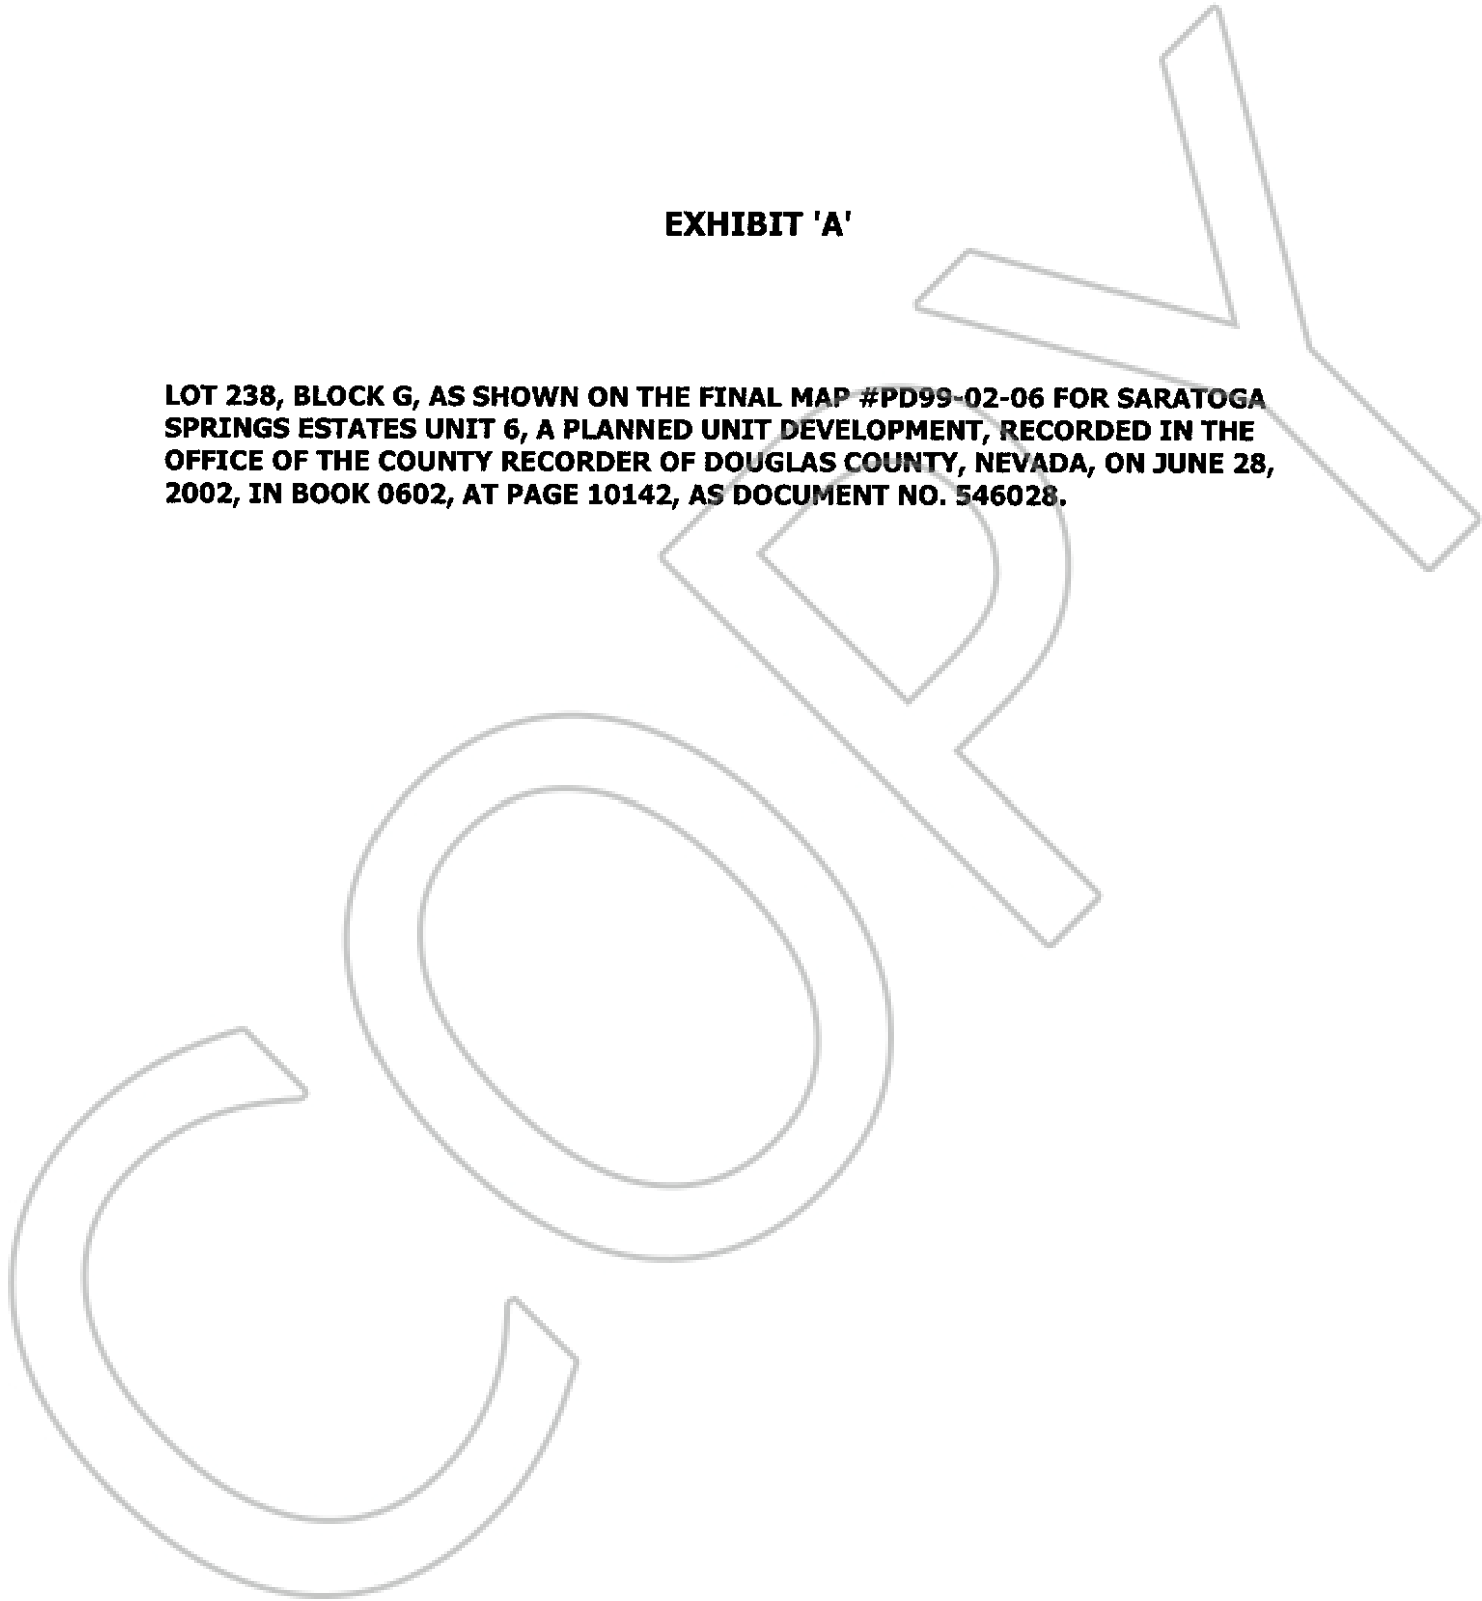 EXHIBIT 'A'
LOT 238, BLOCK G, AS SHOWN ON THE FINAL MAP #PD99-02-06 FOR SARATOGA
SPRINGS ESTATES UNIT 6, A PLANNED UNIT DEVELOPMENT, RECORDED IN THE
OFFICE OF THE COUNTY RECORDER OF DOUGLAS COUNTY, NEVADA, ON JUNE 28,
2002, IN BOOK 0602, AT PAGE 10142, AS DOCUMENT NO. 546028.
COPY